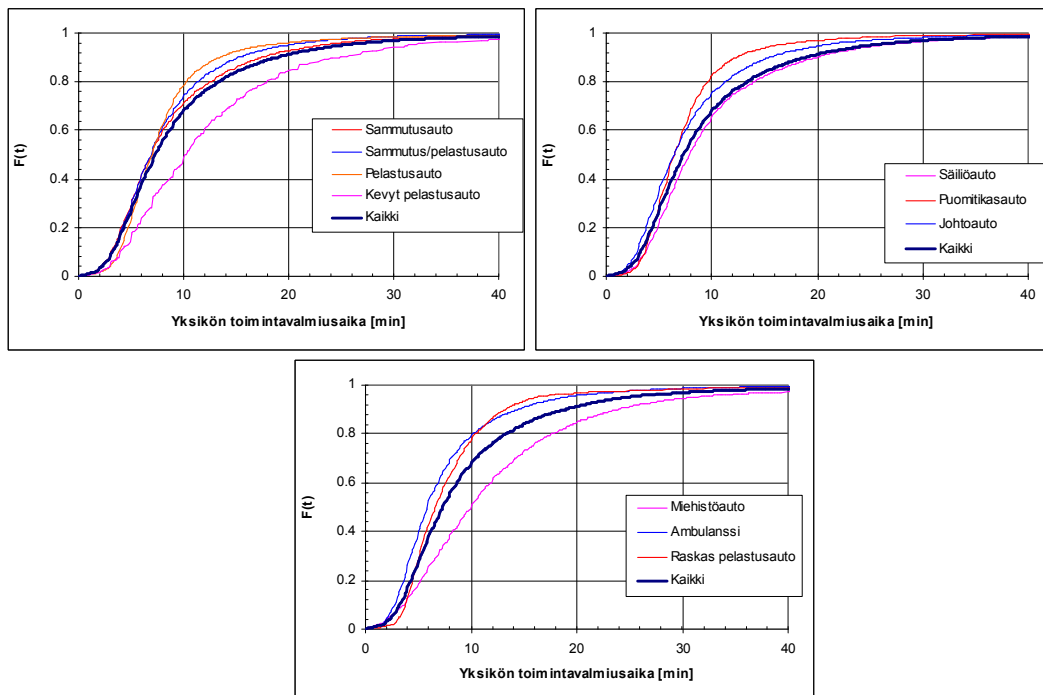 1
0.8
0.6
0.4
0.2
0
F(t)
0 10 20 30 40
Yksikön toimintavalmiusaika [min]
Sammutusauto
Sammutus/pelastusauto
Pelastusauto
Kevyt pelastusauto
Kaikki
1
0.8
0.6
0.4
0.2
0
F(t)
0 10 20 30 40
Yksikön toimintavalmiusaika [min]
Säiliöauto
Puomitikasauto
Johtoauto
Kaikki
1
0.8
0.6
0.4
0.2
0
F(t)
0 10 20 30 40
Yksikön toimintavalmiusaika [min]
Miehistöauto
Ambulanssi
Raskas pelastusauto
Kaikki